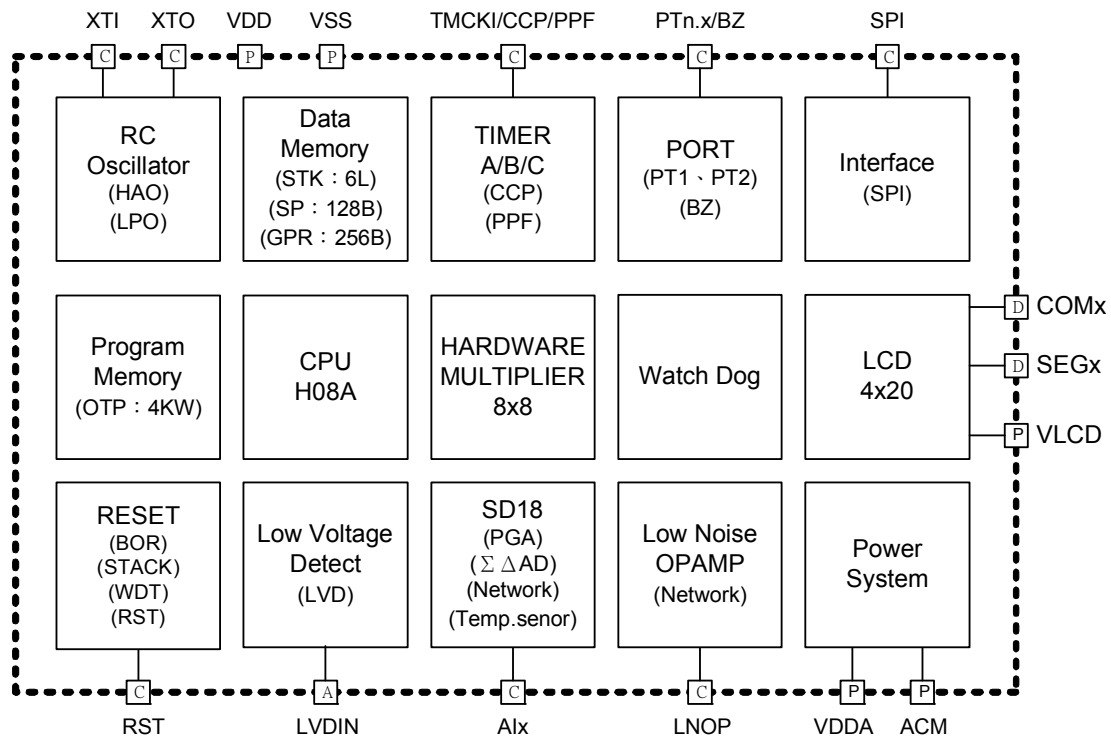 XTI XTO VDD VSS TMCKI/CCP/PPF PTn.x/BZ SPI
C C P P C C C
RC
Oscillator
(HAO)
(LPO)
Data
Memory
(STK：6L)
(SP：128B)
(GPR：256B)
TIMER
A/B/C
(CCP)
(PPF)
PORT
(PT1、PT2)
(BZ)
Interface
(SPI)
Program
Memory
(OTP：4KW)
CPU
H08A
HARDWARE
MULTIPLIER
8x8
Watch Dog
LCD
4x20
D COMx
D SEGx
P VLCD
RESET
(BOR)
(STACK)
(WDT)
(RST)
Low Voltage
Detect
(LVD)
SD18
(PGA)
(ΣΔAD)
(Network)
(Temp.senor)
Low Noise
OPAMP
(Network)
Power
System
C A C C P P
RST LVDIN AIx LNOP VDDA ACM